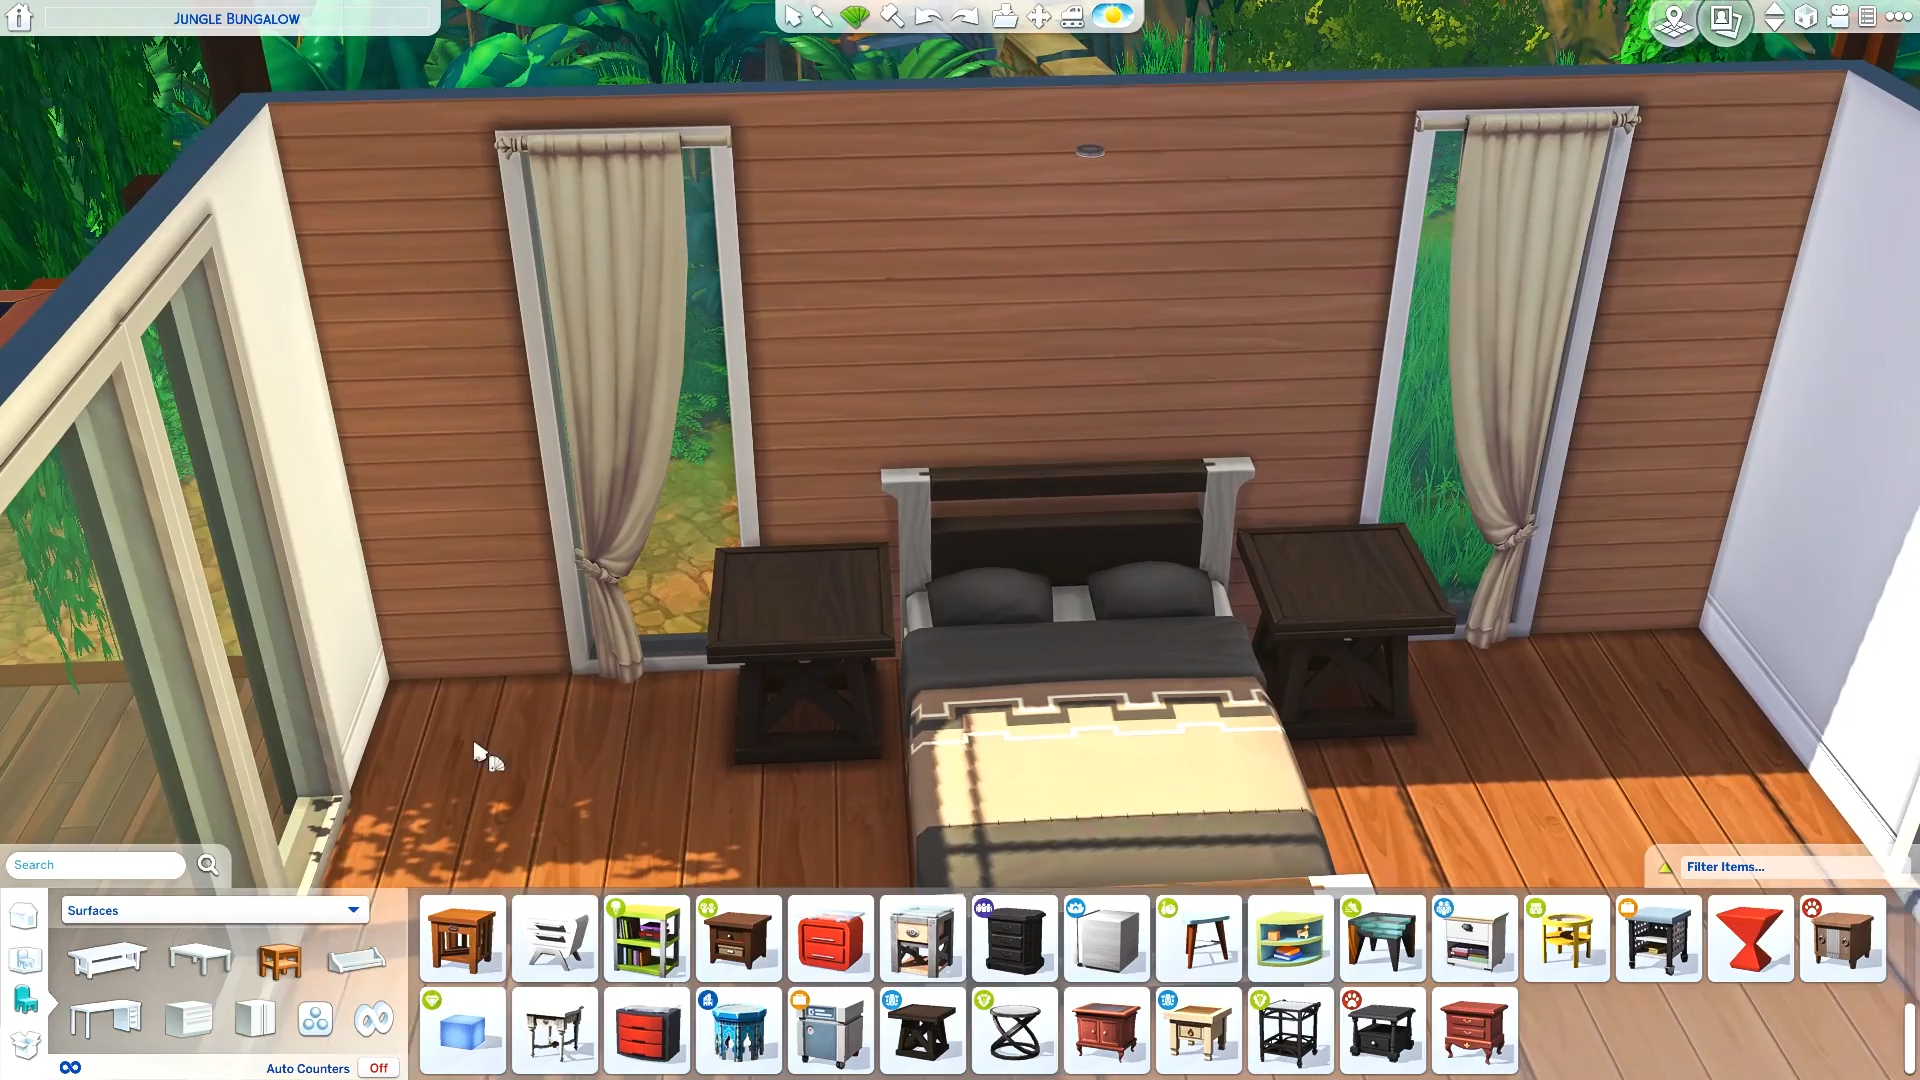 JUNGLE BUNGALOW
Search
Filter Items...
Surfaces
Auto Counters
Off